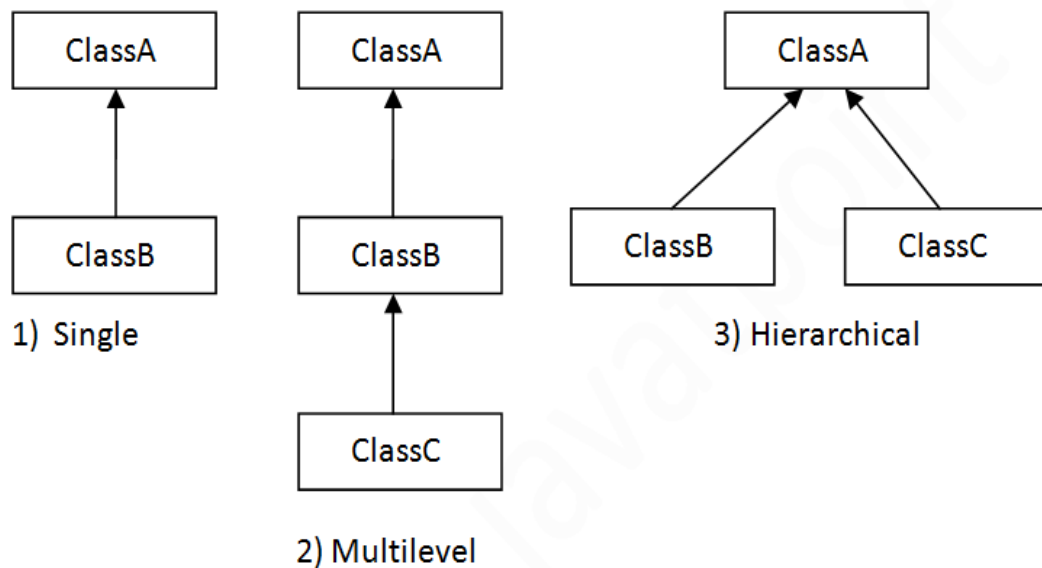 ClassA
ClassB
1) Single
ClassA
ClassB
ClassC
2) Multilevel
ClassA
ClassB
ClassC
3) Hierarchical